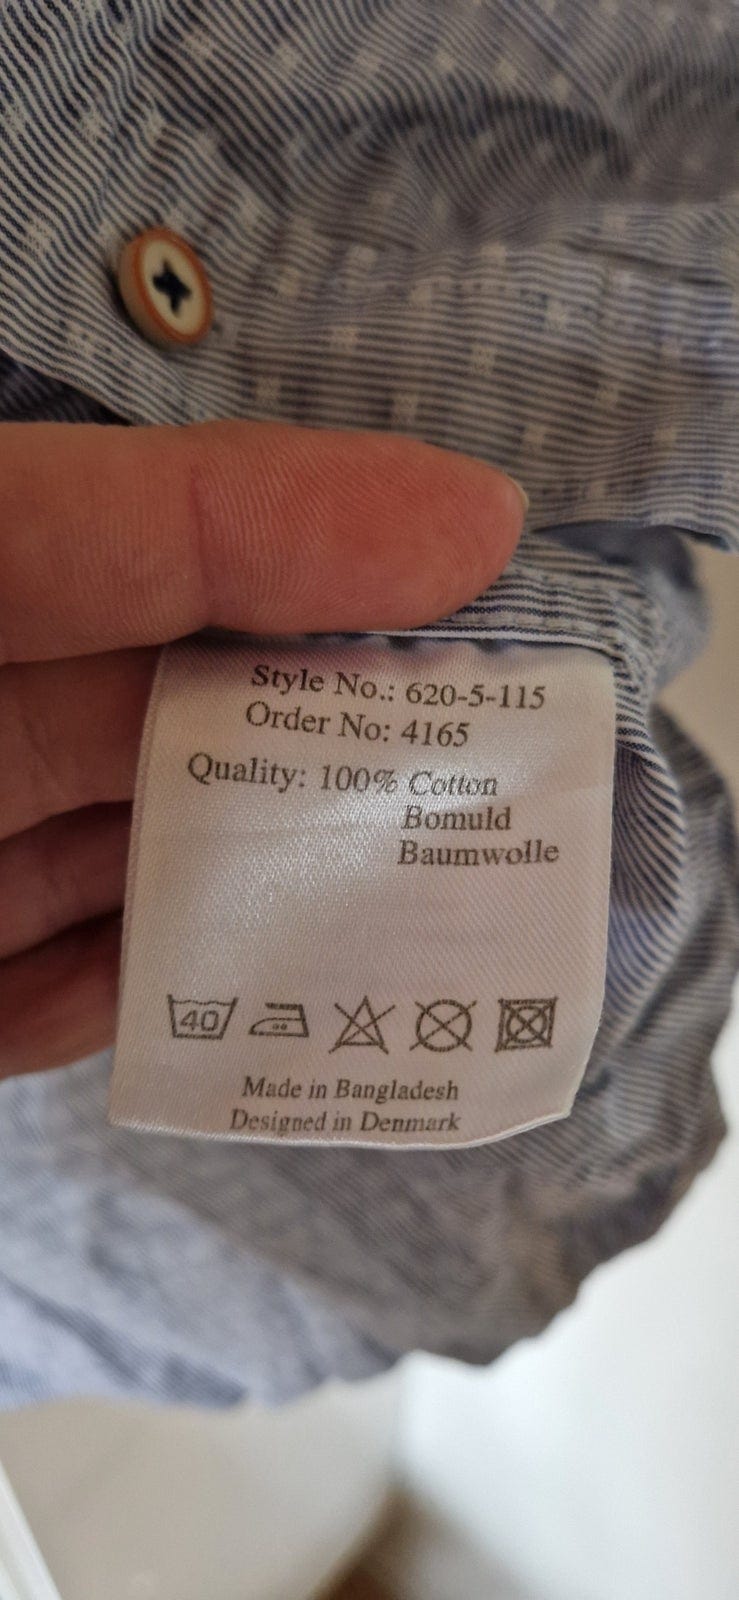 Style No.: 620-5-115
Order No: 4165
Quality: 100% Cotton
Bomuld
Baumwolle
40
Made in Bangladesh
Designed in Denmark